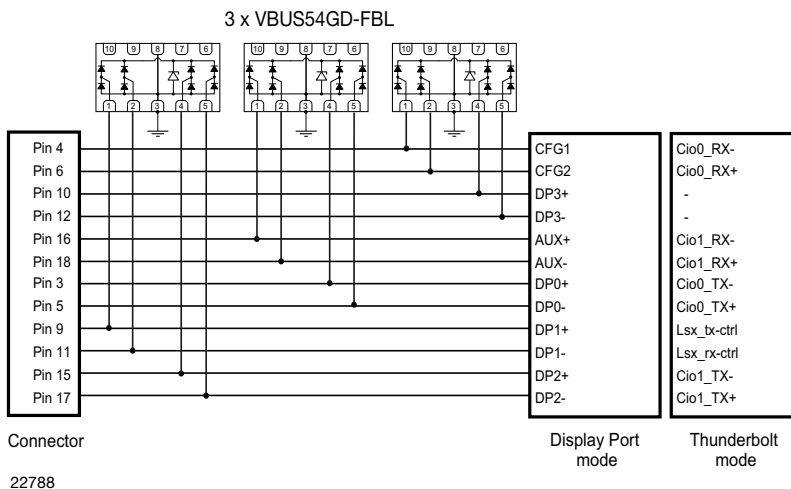 3 x VBUS54GD-FBL
10 9 8 7 6
10 9 8 7 6
10 9 8 7 6
1 2 3 4 5
1 2 3 4 5
1 2 3 4 5
Pin 4 CFG1 Cio0_RX-
Pin 6 CFG2 Cio0_RX+
Pin 10 DP3+ -
Pin 12 DP3- -
Pin 16 AUX+ Cio1_RX-
Pin 18 AUX- Cio1_RX+
Pin 3 DP0+ Cio0_TX-
Pin 5 DP0- Cio0_TX+
Pin 9 DP1+ Lsx_tx-ctrl
Pin 11 DP1- Lsx_rx-ctrl
Pin 15 DP2+ Cio1_TX-
Pin 17 DP2- Cio1_TX+
Connector
Display Port
mode
Thunderbolt
mode
22788